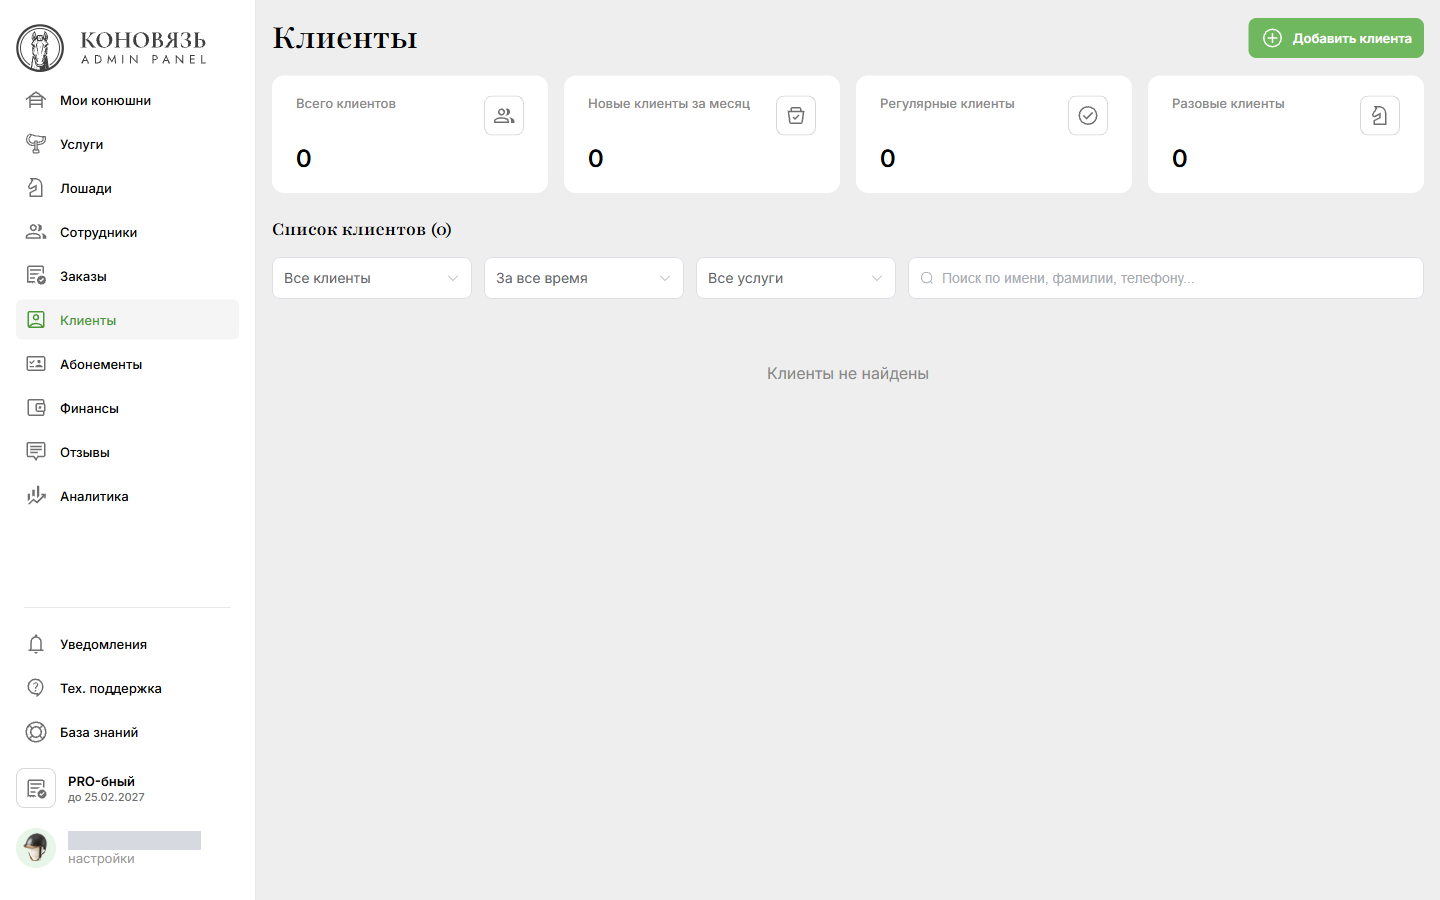 КОНОВЯЗЬ
ADMIN PANEL
Мои конюшни
Услуги
Лошади
Сотрудники
Заказы
Клиенты
Абонементы
Финансы
Отзывы
Аналитика
Уведомления
Тех. поддержка
База знаний
PRO-бный
до 25.02.2027
настройки
Клиенты
Добавить клиента
Всего клиентов
0
Новые клиенты за месяц
0
Регулярные клиенты
0
Разовые клиенты
0
Список клиентов (0)
Все клиенты
За все время
Все услуги
Поиск по имени, фамилии, телефону...
Клиенты не найдены